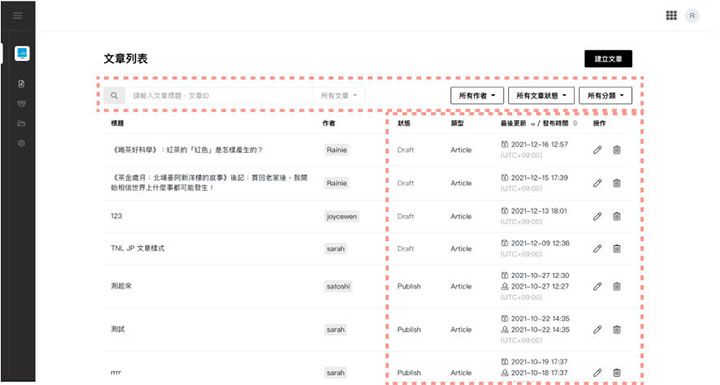 R
文章列表
建立文章
請輸入文章標題、文章ID 所有文章 所有作者 所有文章狀態 所有分類
標題 作者 狀態 類型 最後更新 / 發布時間 操作
《喝茶好科學》：紅茶的「紅色」是怎樣產生的？ Rainie Draft Article 2021-12-16 12:57
(UTC+09:00)
《茶金歲月：北埔姜阿新洋樓的故事》後記：買回老家後，我開 Rainie Draft Article 2021-12-15 17:39
始相信世界上什麼事都可能發生！ (UTC+09:00)
123 joycewen Draft Article 2021-12-13 18:01
(UTC+09:00)
TNL JP 文章樣式 sarah Draft Article 2021-12-09 12:36
(UTC+09:00)
測起來 satoshi Publish Article 2021-10-27 12:30
2021-10-27 12:27
(UTC+09:00)
測試 sarah Publish Article 2021-10-22 14:35
2021-10-22 14:35
(UTC+09:00)
rrrr sarah Publish Article 2021-10-19 17:37
2021-10-18 17:37